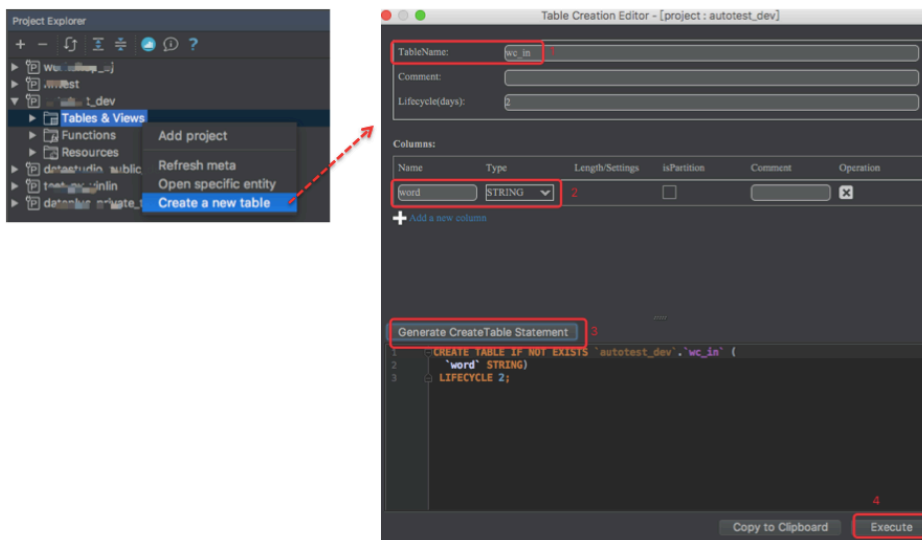 Project Explorer
Tables & Views
Functions
Resources
Add project
Refresh meta
Open specific entity
Create a new table
Table Creation Editor - [project : autotest_dev]
TableName: wc_in 1
Comment:
Lifecycle(days): 2
Columns:
Name Type Length/Settings isPartition Comment Operation
word STRING 2
Add a new column
Generate CreateTable Statement 3
1 CREATE TABLE IF NOT EXISTS `autotest_dev`.`wc_in` (
2 `word` STRING)
3 LIFECYCLE 2;
4
Copy to Clipboard Execute